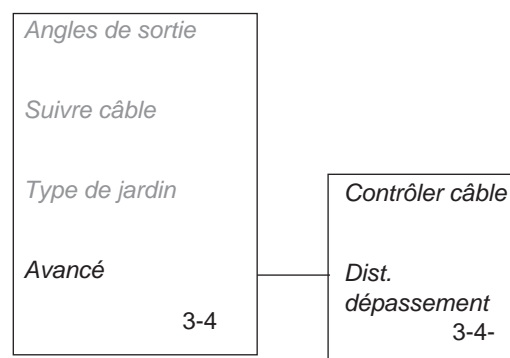 Angles de sortie
Suivre câble
Type de jardin
Avancé
3-4
Contrôler câble
Dist.
dépassement
3-4-